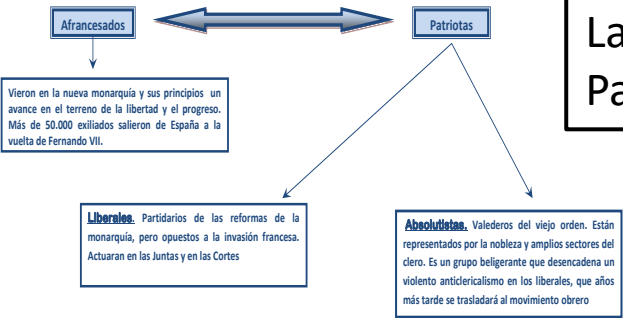 Afrancesados
Patriotas
La
Pa
Vieron en la nueva monarquía y sus principios un
avance en el terreno de la libertad y el progreso.
Más de 50.000 exiliados salieron de España a la
vuelta de Fernando VII.
Liberales. Partidarios de las reformas de la
monarquía, pero opuestos a la invasión francesa.
Actuaran en las Juntas y en las Cortes
Absolutistas. Valederos del viejo orden. Están
representados por la nobleza y amplios sectores del
clero. Es un grupo beligerante que desencadena un
violento anticlericalismo en los liberales, que años
más tarde se trasladará al movimiento obrero